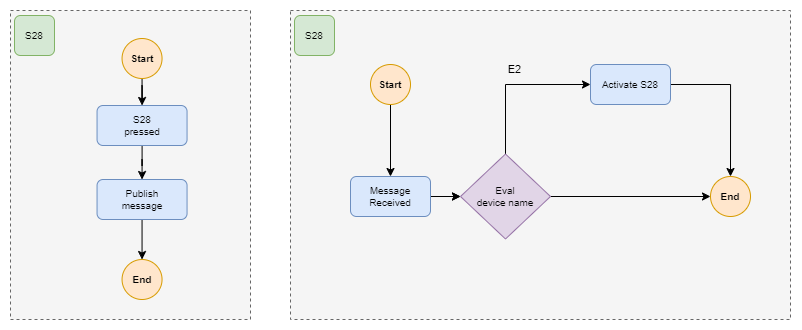 S28
Start
S28
pressed
Publish
message
End
S28
Start
Message
Received
Eval
device name
E2
Activate S28
End